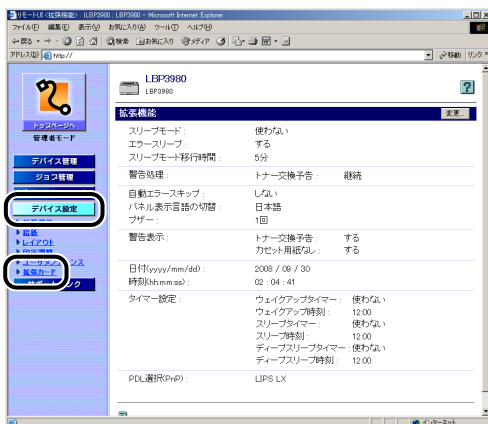 リモートUI <拡張機能> : LBP3980 ; LBP3980 - Microsoft Internet Explorer
ファイル(F) 編集(E) 表示(V) お気に入り(A) ツール(T) ヘルプ(H)
戻る 検索 お気に入り メディア
アドレス(D) http:// 移動 リンク
LBP3980
LBP3980
トップページへ
管理者モード
拡張機能 変更...
デバイス管理
ジョブ管理
デバイス設定
給紙
レイアウト
拡張カード
スリープモード : 使わない
エラースリープ : する
スリープモード移行時間 : 5分
警告処理 : トナー交換予告 : 継続
自動エラースキップ : しない
パネル表示言語の切替 : 日本語
ブザー : 1回
警告表示 : トナー交換予告 : する
カセット用紙なし : する
日付(yyyy/mm/dd) : 2008 / 09 / 30
時刻(hh:mm:ss) : 02 : 04 : 41
タイマー設定 : ウェイクアップタイマー : 使わない
ウェイクアップ時刻 : 12:00
スリープタイマー : 使わない
スリープ時刻 : 12:00
ディープスリープタイマー : 使わない
ディープスリープ時刻 : 12:00
PDL選択(PnP) : LIPS LX
インターネット